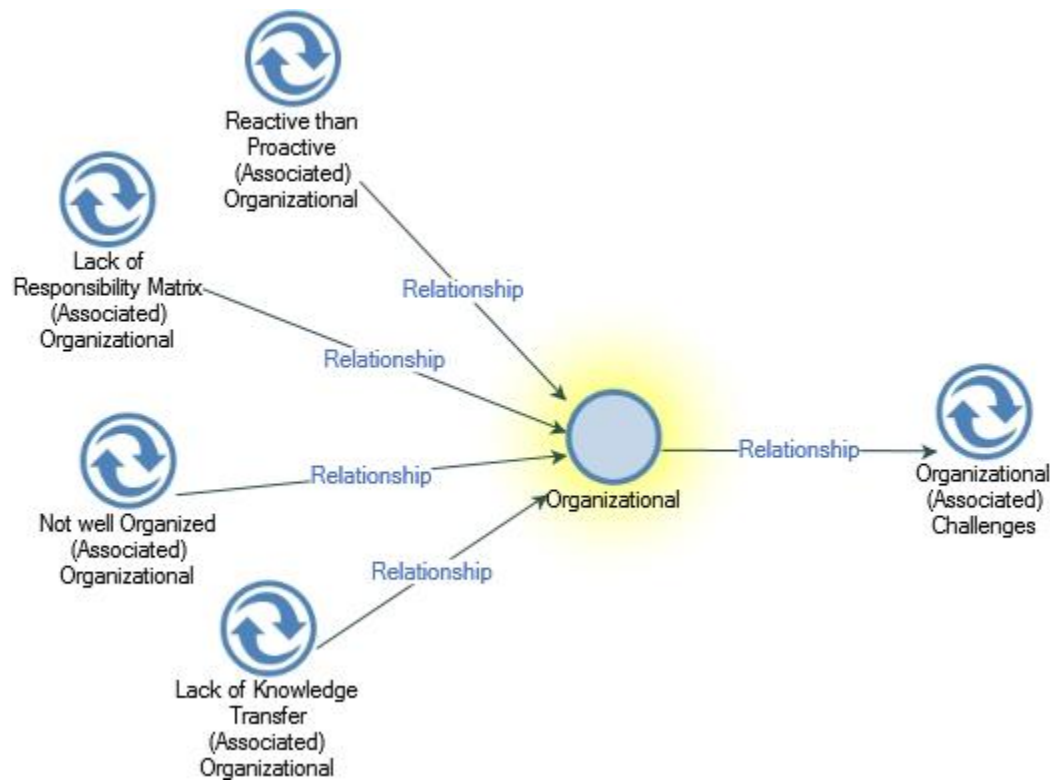 Reactive than
Proactive
(Associated)
Organizational
Lack of
Responsibility Matrix
(Associated)
Organizational
Relationship
Relationship
Not well Organized
(Associated)
Organizational
Relationship
Organizational
Relationship
Organizational
(Associated)
Challenges
Relationship
Lack of Knowledge
Transfer
(Associated)
Organizational